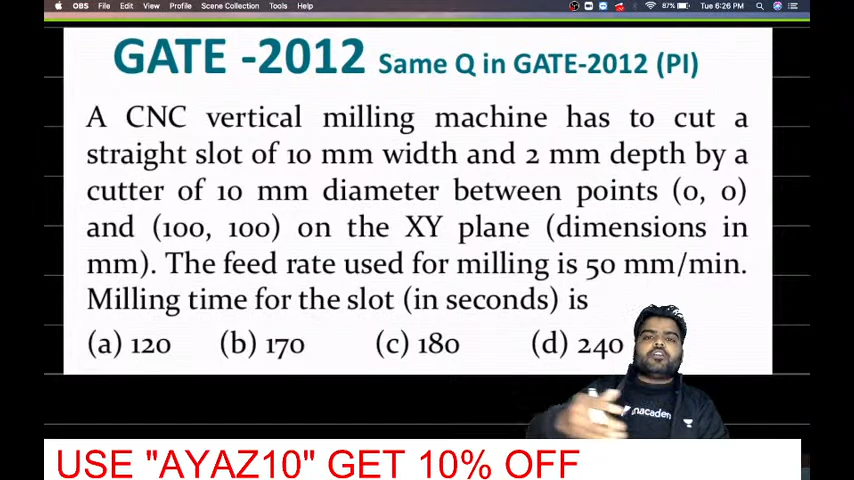 OBS File Edit View Profile Scene Collection Tools Help 87% Tue 6:26 PM
GATE -2012 Same Q in GATE-2012 (PI)
A CNC vertical milling machine has to cut a
straight slot of 10 mm width and 2 mm depth by a
cutter of 10 mm diameter between points (0, 0)
and (100, 100) on the XY plane (dimensions in
mm). The feed rate used for milling is 50 mm/min.
Milling time for the slot (in seconds) is
(a) 120 (b) 170 (c) 180 (d) 240
nacadem
USE "AYAZ10" GET 10% OFF